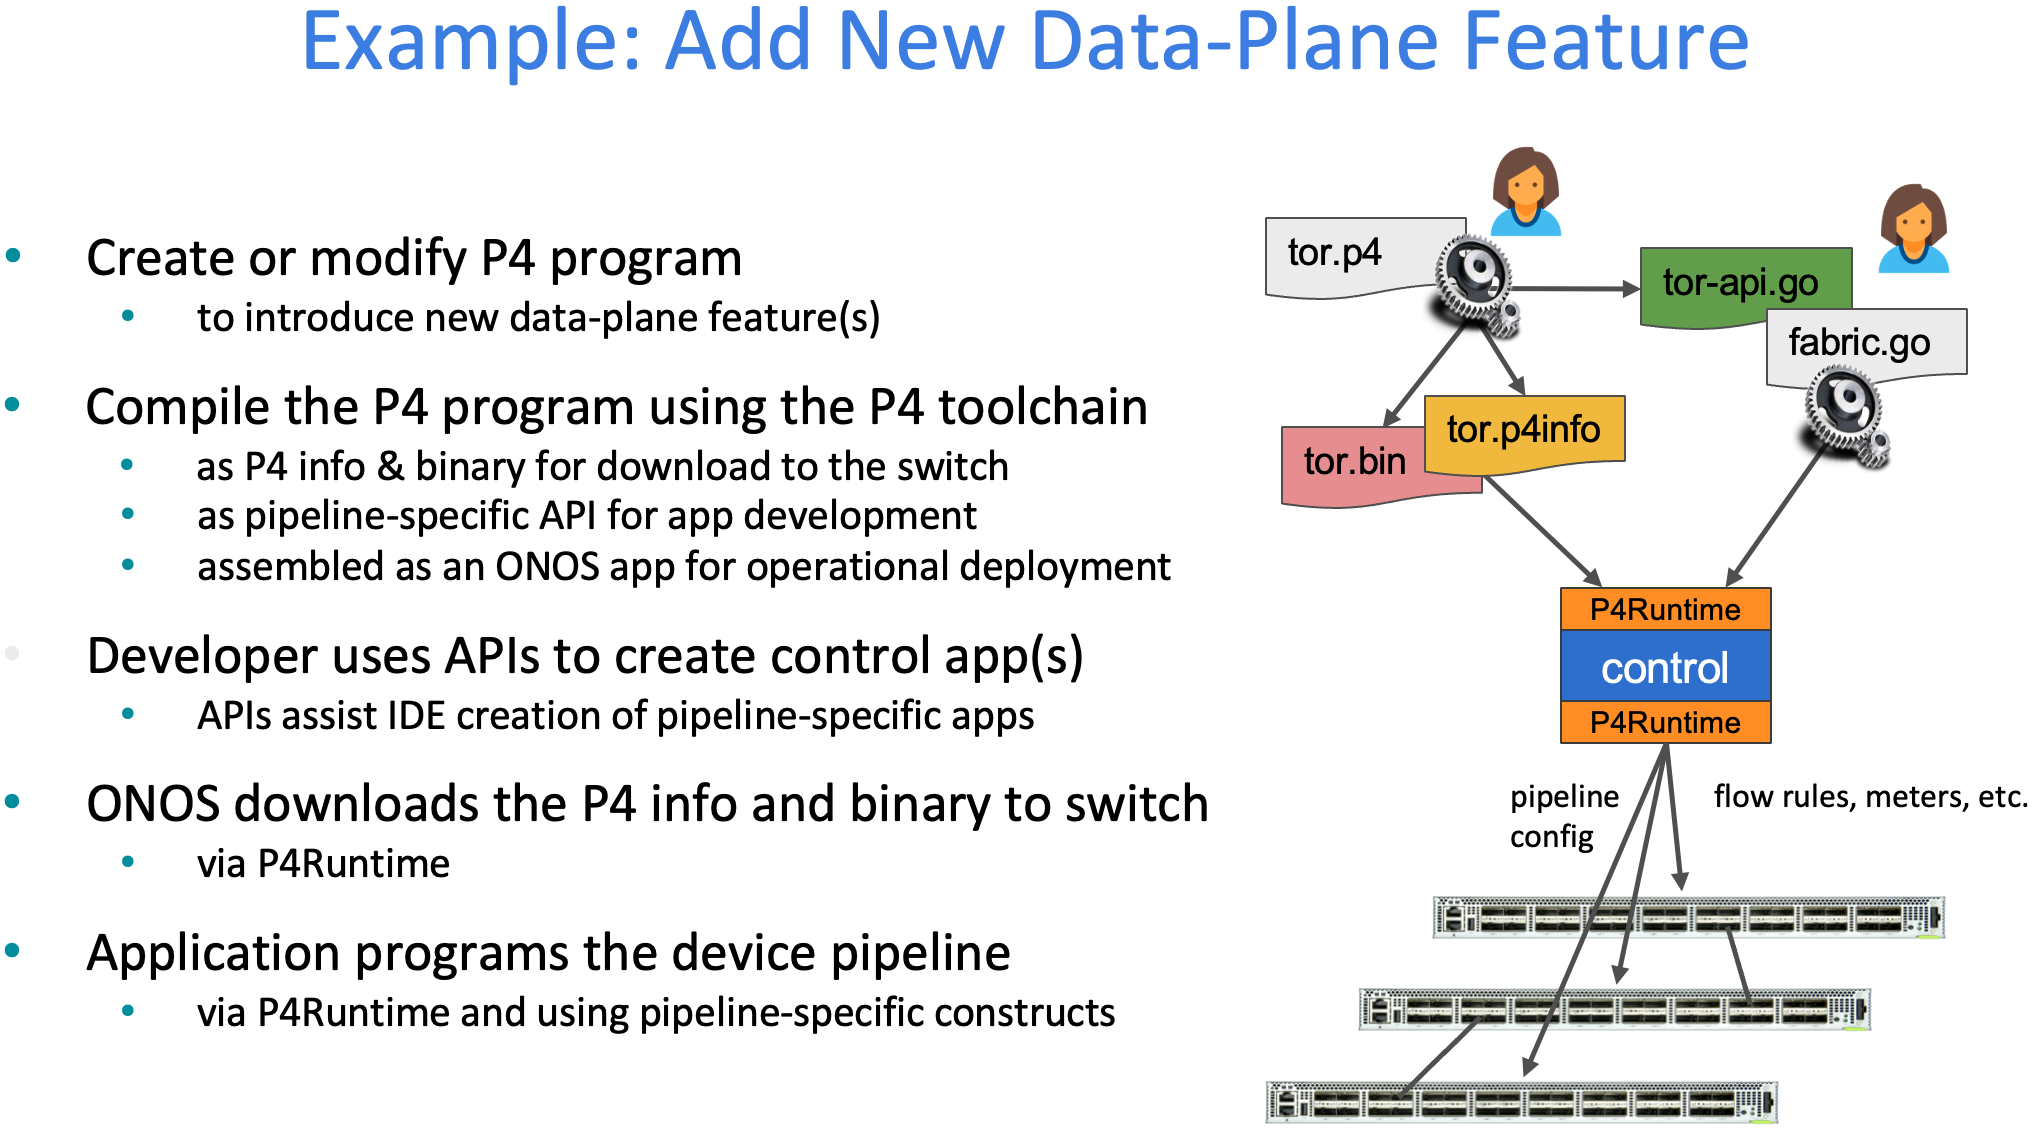 Example: Add New Data-Plane Feature
• Create or modify P4 program
• to introduce new data-plane feature(s)
• Compile the P4 program using the P4 toolchain
• as P4 info & binary for download to the switch
• as pipeline-specific API for app development
• assembled as an ONOS app for operational deployment
• Developer uses APIs to create control app(s)
• APIs assist IDE creation of pipeline-specific apps
• ONOS downloads the P4 info and binary to switch
• via P4Runtime
• Application programs the device pipeline
• via P4Runtime and using pipeline-specific constructs
tor.p4
tor-api.go
fabric.go
tor.p4info
tor.bin
P4Runtime
control
P4Runtime
pipeline
config
flow rules, meters, etc.